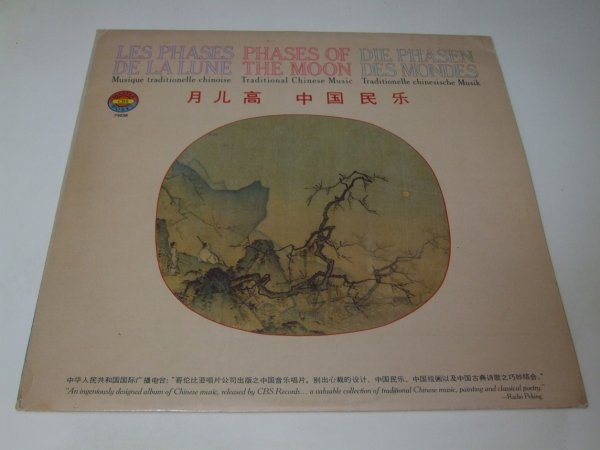 LES PHASES PHASES OF DIE PHASEN
DE LA LUNE THE MOON DES MONDES
Musique traditionelle chinoise Traditional Chinese Music Traditionelle chinesische Musik
月儿高 中国民乐
CBS
中华人民共和国国际广播电台：“哥伦比亚唱片公司出版之中国音乐唱片。别出心裁的设计、中国民乐、中国绘画以及中国古典诗歌之巧妙结合。”
"An ingeniously designed album of Chinese music, released by CBS Records... a valuable collection of traditional Chinese music, painting and classical poetry."
—Radio Peking